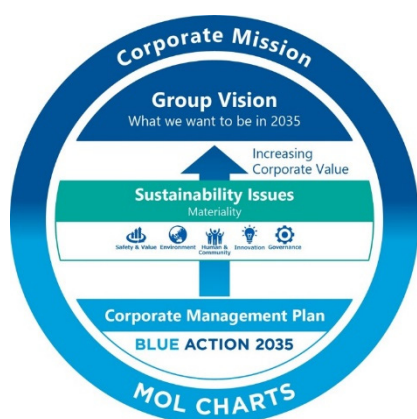 Corporate Mission
Group Vision
What we want to be in 2035
Increasing
Corporate Value
Sustainability Issues
Materiality
Safety & Value Environment Human & Community Innovation Governance
Corporate Management Plan
BLUE ACTION 2035
MOL CHARTS